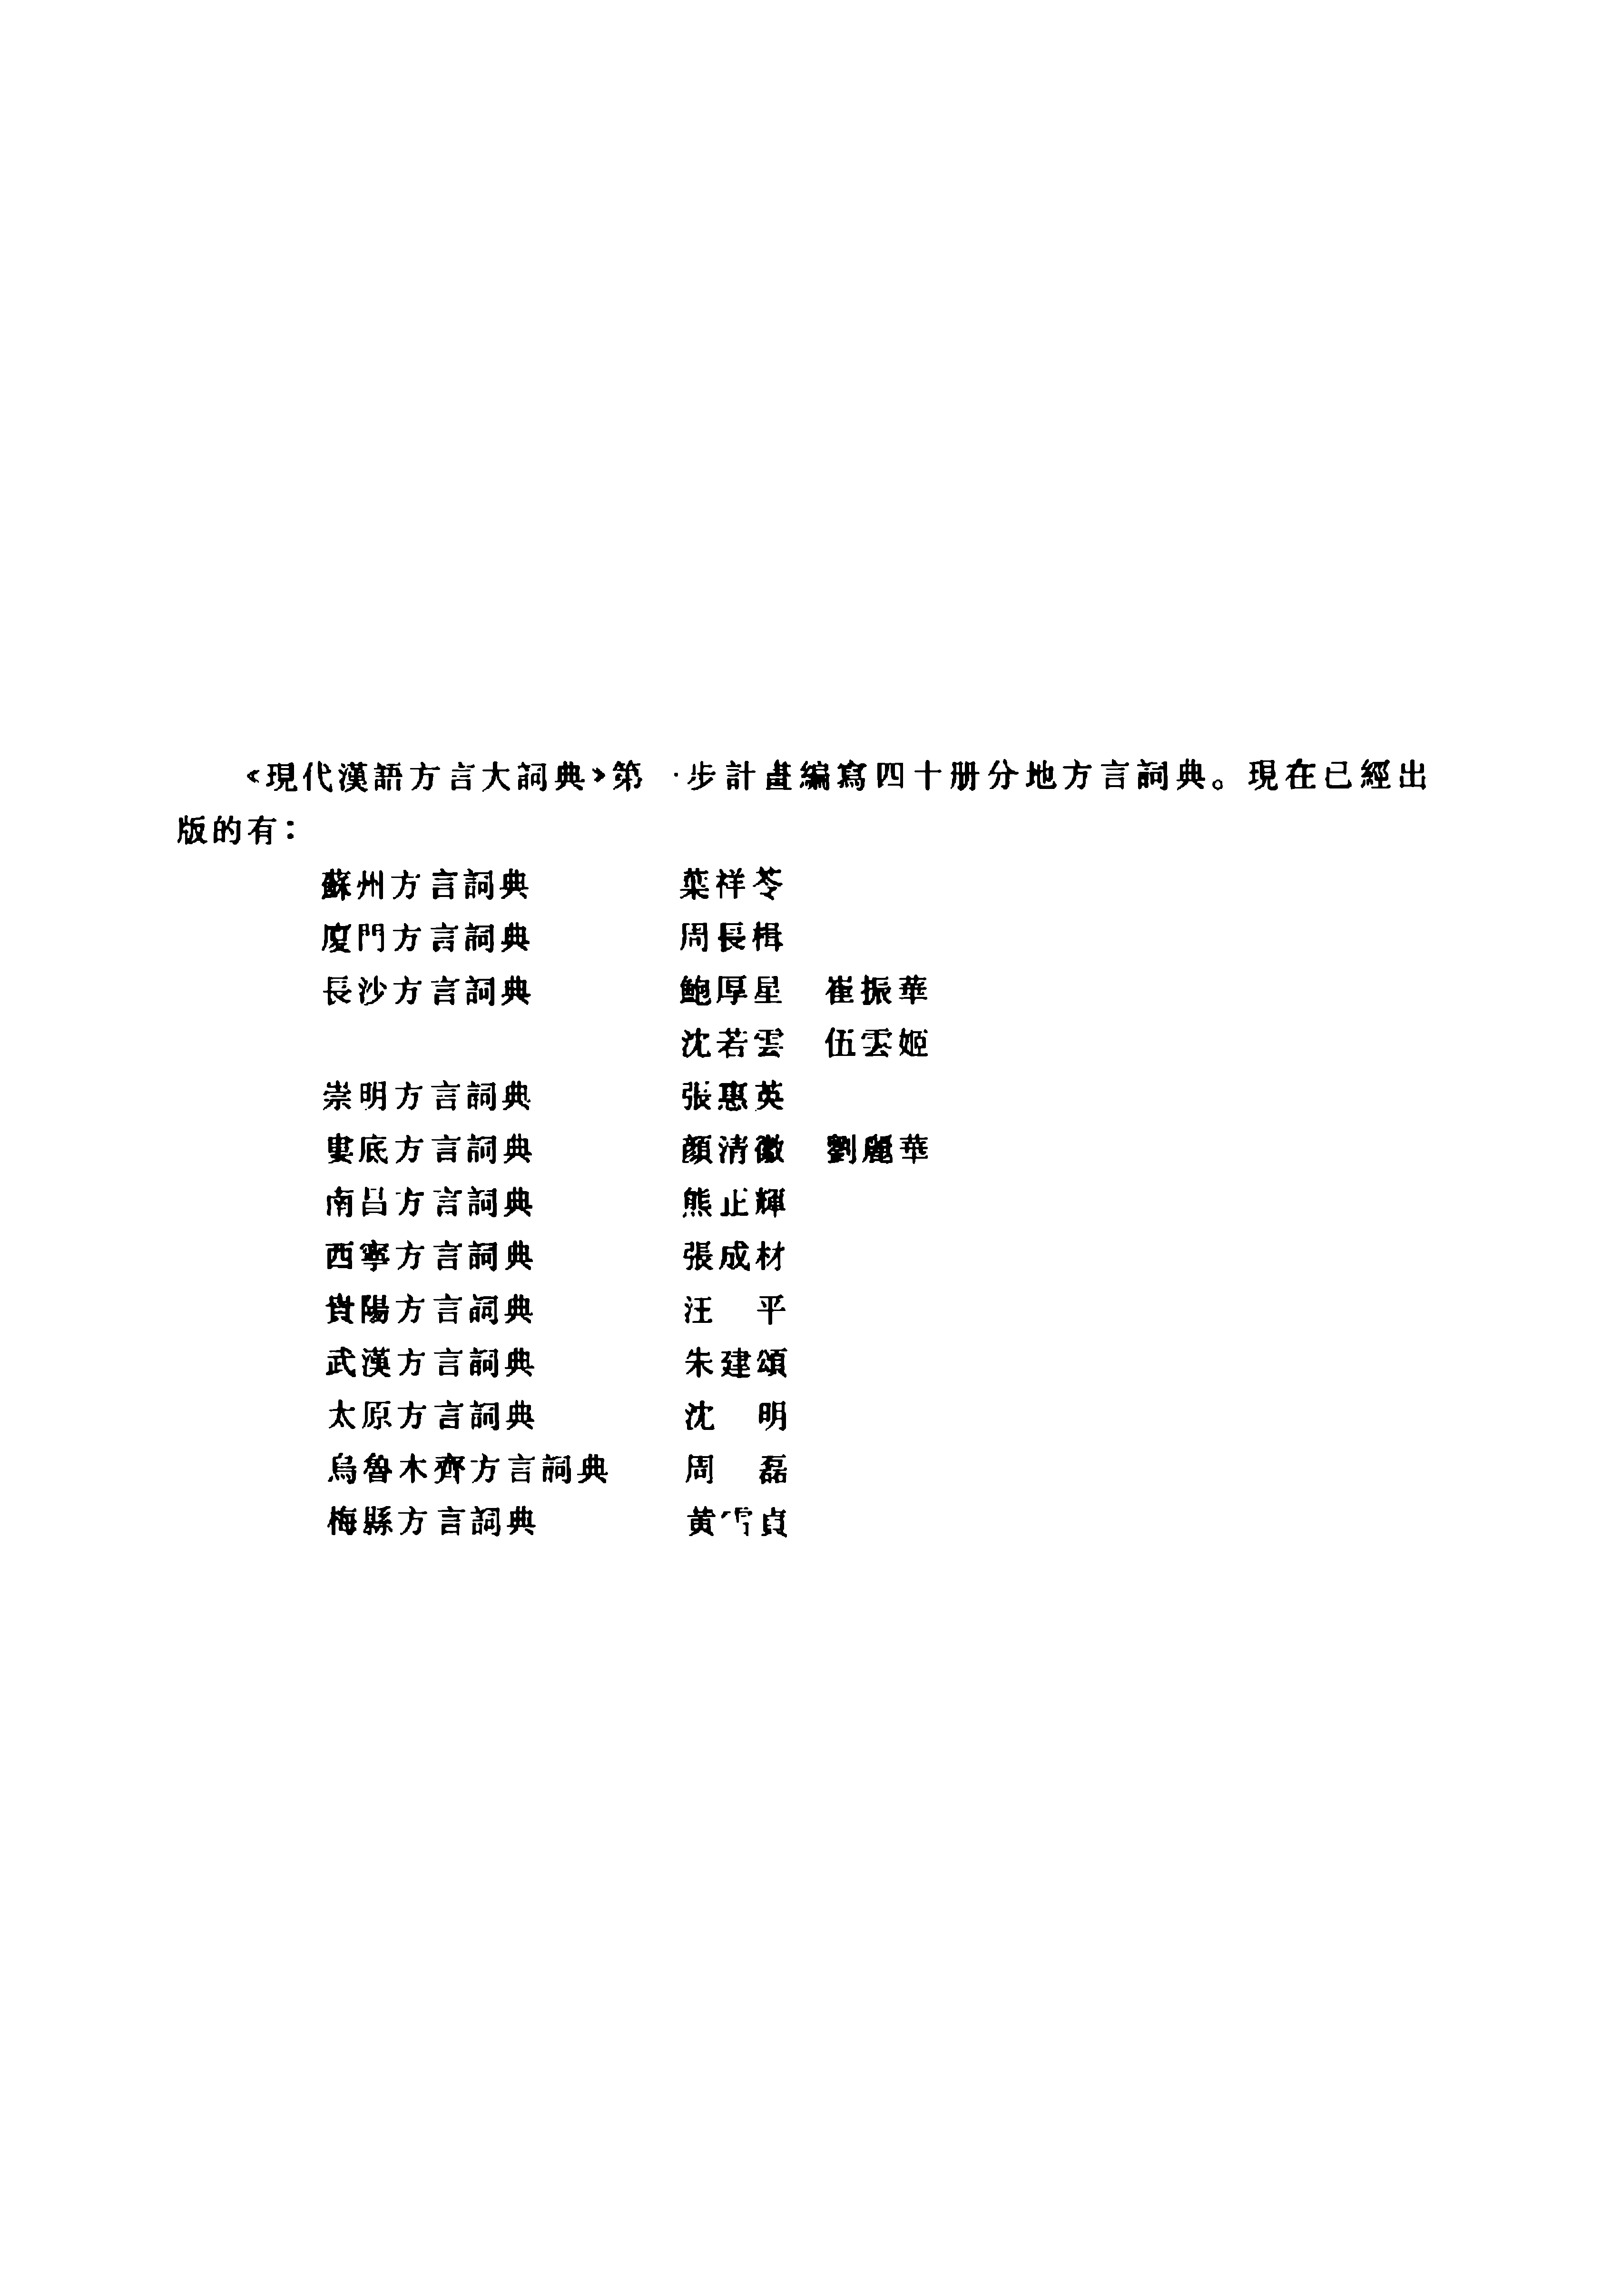 《現代漢語方言大詞典》第一步計畫編寫四十册分地方言詞典。現在已經出
版的有：
蘇州方言詞典 葉祥苓
廈門方言詞典 周長楫
長沙方言詞典 鮑厚星 崔振華
沈若雲 伍雲姬
崇明方言詞典 張惠英
婁底方言詞典 顔清徽 劉麗華
南昌方言詞典 熊正輝
西寧方言詞典 張成材
貴陽方言詞典 汪 平
武漢方言詞典 朱建頌
太原方言詞典 沈 明
烏魯木齊方言詞典 周 磊
梅縣方言詞典 黄雪貞